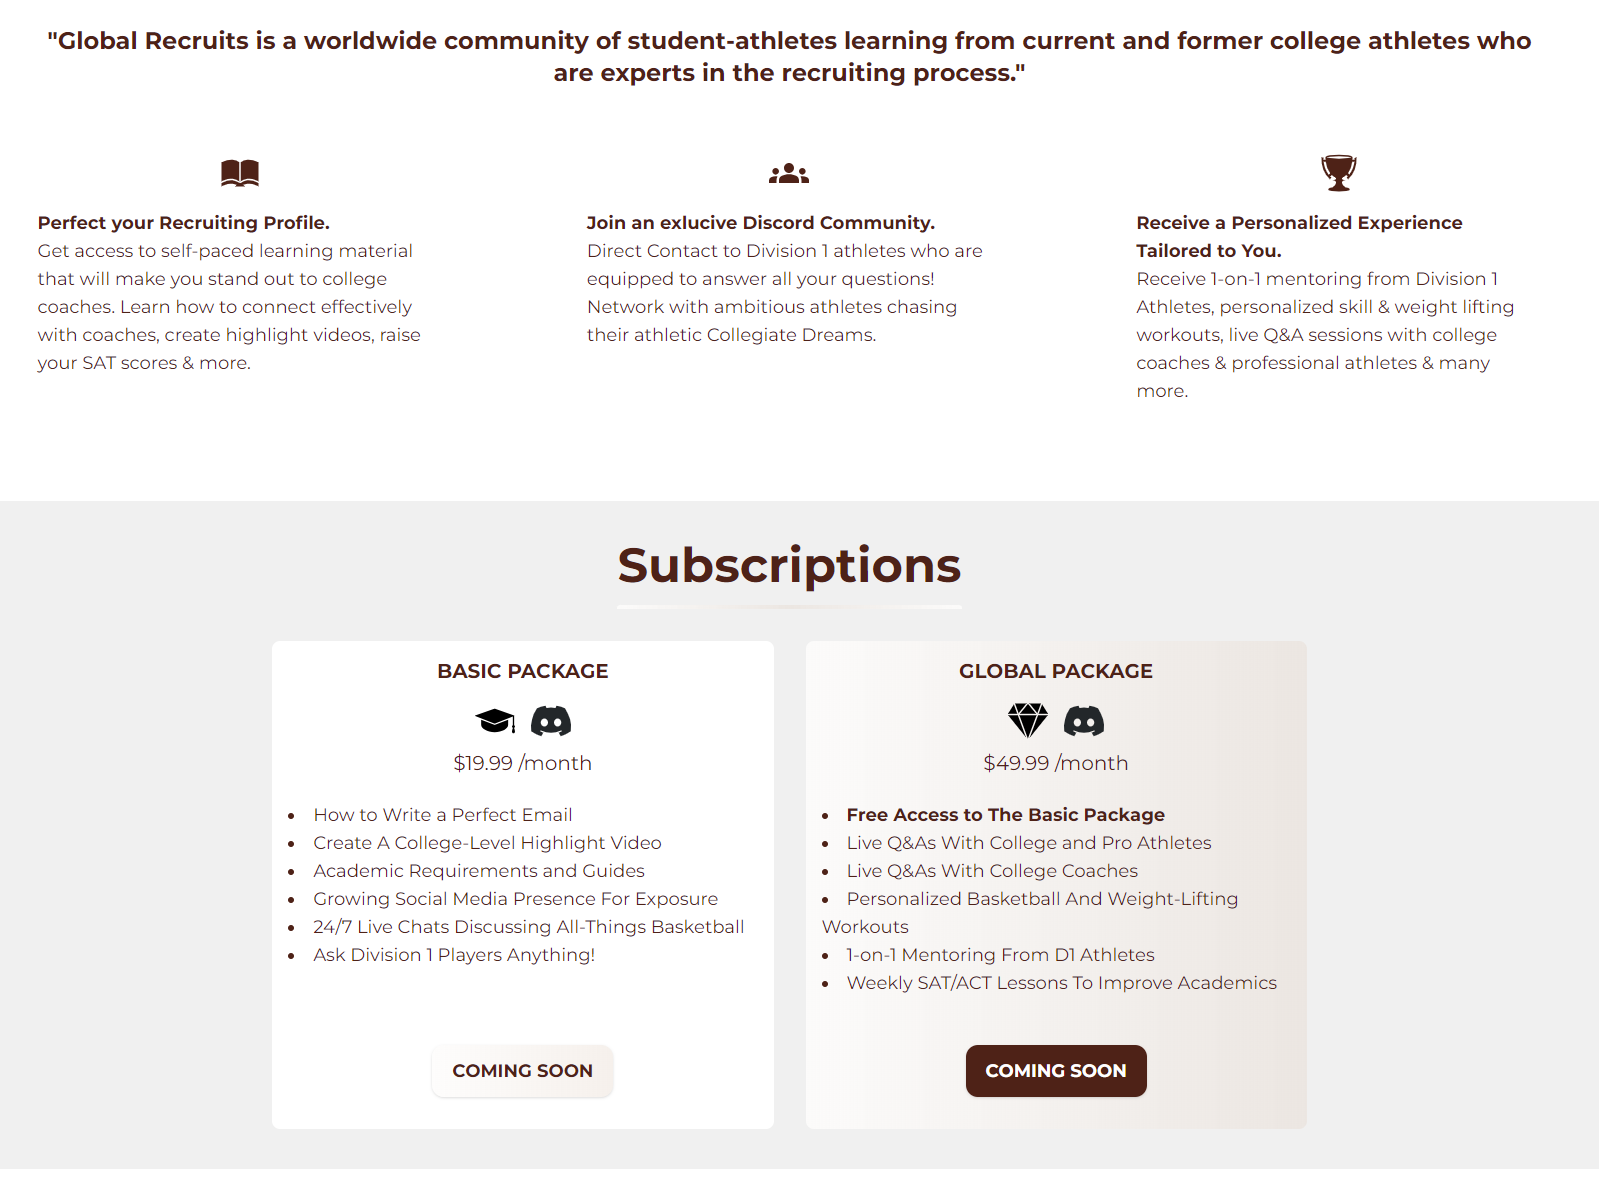 "Global Recruits is a worldwide community of student-athletes learning from current and former college athletes who
are experts in the recruiting process."
Perfect your Recruiting Profile.
Get access to self-paced learning material
that will make you stand out to college
coaches. Learn how to connect effectively
with coaches, create highlight videos, raise
your SAT scores & more.
Join an exlucive Discord Community.
Direct Contact to Division 1 athletes who are
equipped to answer all your questions!
Network with ambitious athletes chasing
their athletic Collegiate Dreams.
Receive a Personalized Experience
Tailored to You.
Receive 1-on-1 mentoring from Division 1
Athletes, personalized skill & weight lifting
workouts, live Q&A sessions with college
coaches & professional athletes & many
more.
Subscriptions
BASIC PACKAGE
$19.99 /month
• How to Write a Perfect Email
• Create A College-Level Highlight Video
• Academic Requirements and Guides
• Growing Social Media Presence For Exposure
• 24/7 Live Chats Discussing All-Things Basketball
• Ask Division 1 Players Anything!
COMING SOON
GLOBAL PACKAGE
$49.99 /month
• Free Access to The Basic Package
• Live Q&As With College and Pro Athletes
• Live Q&As With College Coaches
• Personalized Basketball And Weight-Lifting
Workouts
• 1-on-1 Mentoring From D1 Athletes
• Weekly SAT/ACT Lessons To Improve Academics
COMING SOON